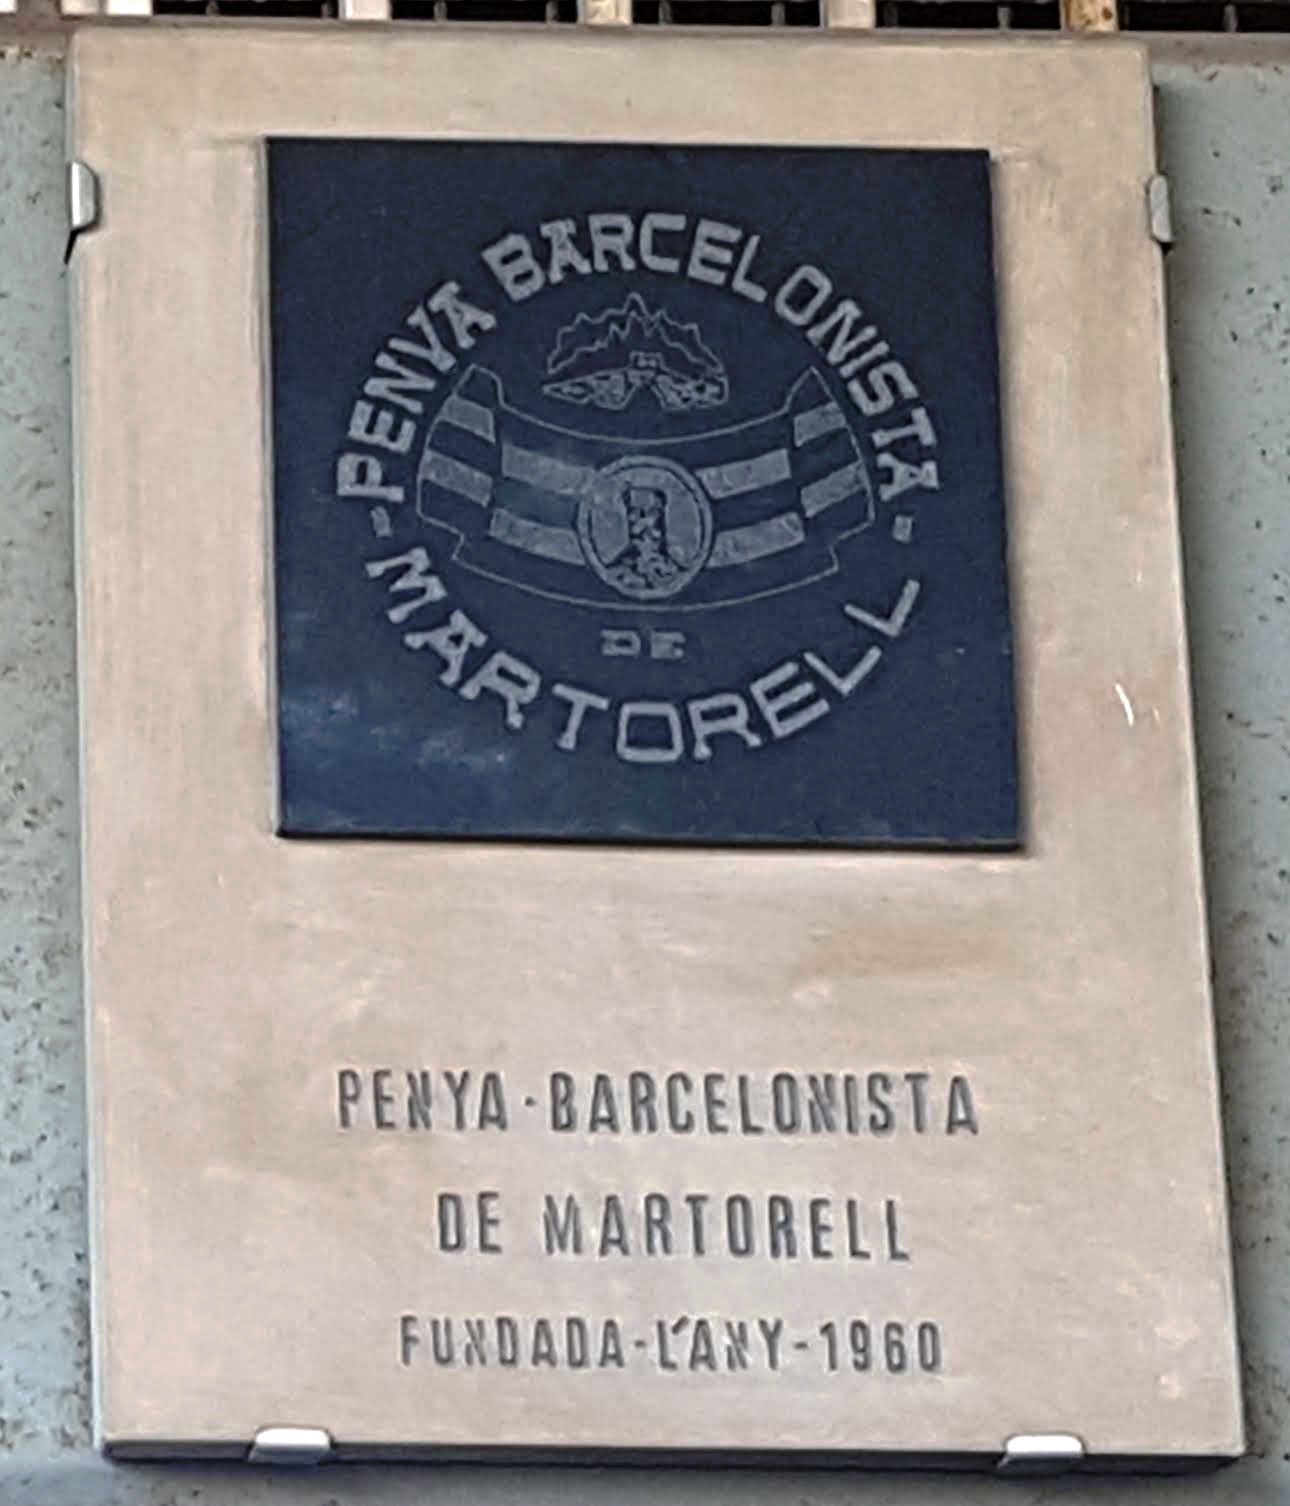 PENYA BARCELONISTA
DE
MARTORELL
PENYA·BARCELONISTA
DE MARTORELL
FUNDADA-L'ANY-1960